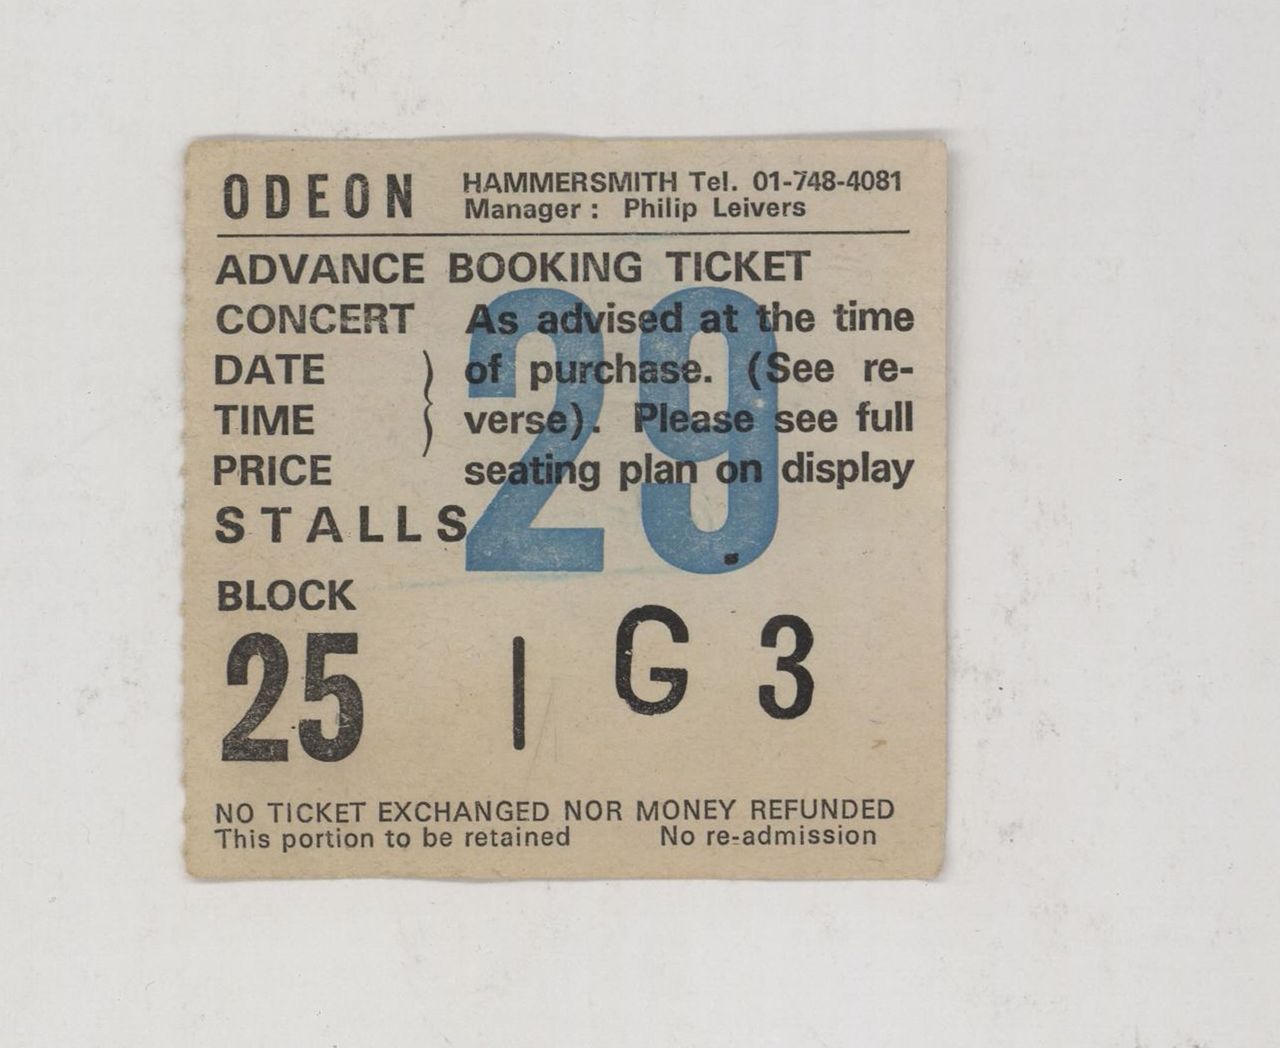 ODEON HAMMERSMITH Tel. 01-748-4081
Manager : Philip Leivers
ADVANCE BOOKING TICKET
CONCERT As advised at the time
DATE of purchase. (See re-
TIME verse). Please see full
PRICE seating plan on display
STALLS
29
BLOCK
25 | G 3
NO TICKET EXCHANGED NOR MONEY REFUNDED
This portion to be retained No re-admission